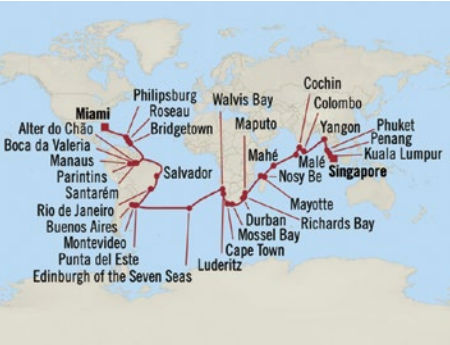 Miami
Philipsburg
Roseau
Bridgetown
Alter do Chão
Boca da Valeria
Manaus
Parintins
Santarém
Salvador
Rio de Janeiro
Buenos Aires
Montevideo
Punta del Este
Edinburgh of the Seven Seas
Luderitz
Walvis Bay
Cape Town
Mossel Bay
Durban
Richards Bay
Maputo
Mayotte
Nosy Be
Mahé
Malé
Cochin
Colombo
Yangon
Phuket
Penang
Kuala Lumpur
Singapore